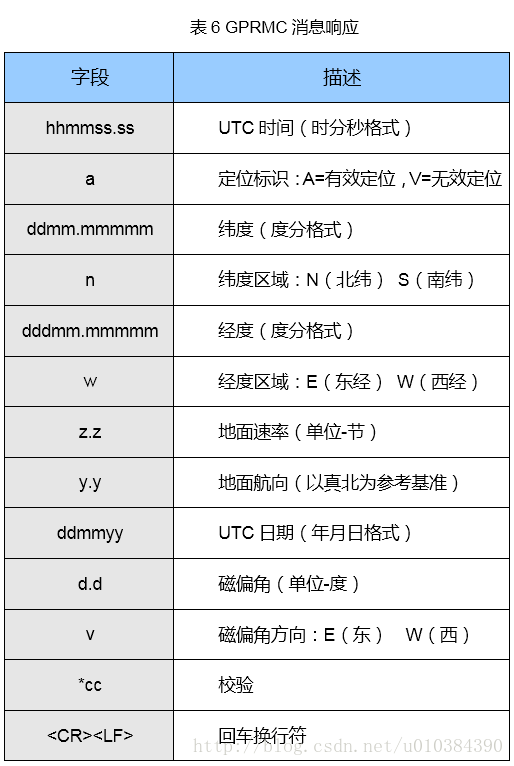 表 6 GPRMC 消息响应
字段 描述
hhmmss.ss UTC 时间（时分秒格式）
a 定位标识：A=有效定位，V=无效定位
ddmm.mmmmm 纬度（度分格式）
n 纬度区域：N（北纬） S（南纬）
dddmm.mmmmm 经度（度分格式）
w 经度区域：E（东经） W（西经）
z.z 地面速率（单位-节）
y.y 地面航向（以真北为参考基准）
ddmmyy UTC 日期（年月日格式）
d.d 磁偏角（单位-度）
v 磁偏角方向：E（东） W（西）
*cc 校验
<CR><LF> 回车换行符
http://blog.csdn.net/u010384390